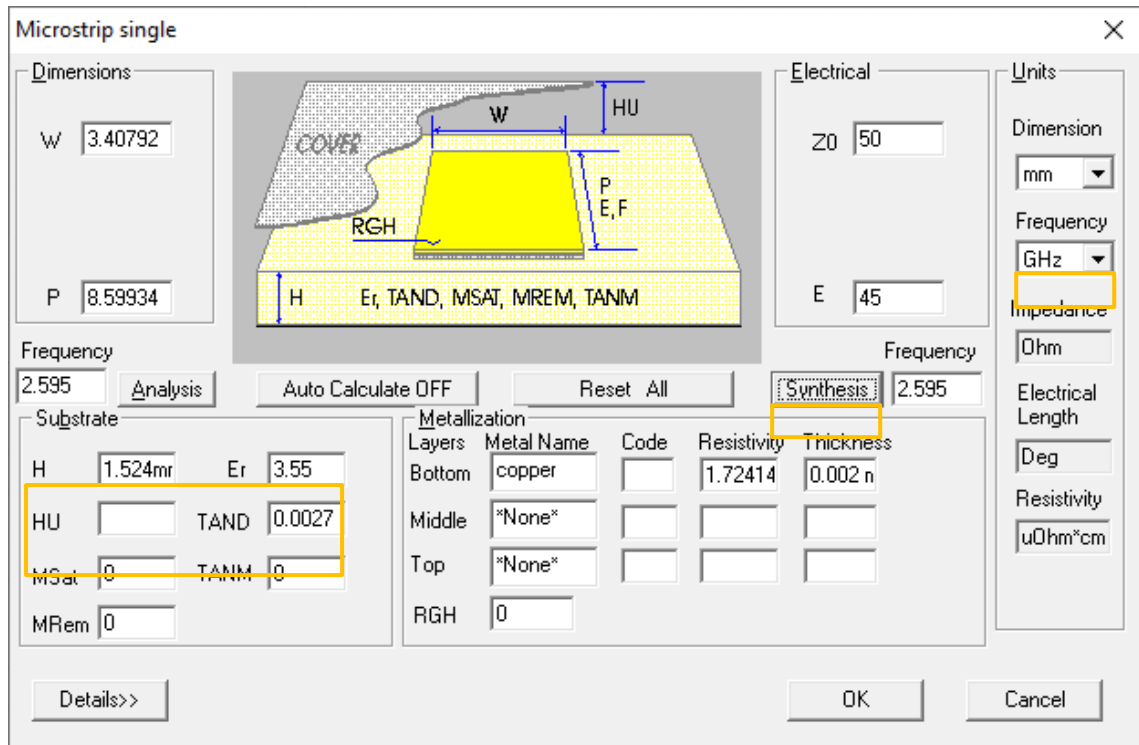 Microstrip single
Dimensions
W 3.40792
P 8.59934
COVER
W
HU
P
E,F
RGH
H Er, TAND, MSAT, MREM, TANM
Electrical
Z0 50
E 45
Units
Dimension
mm
Frequency
GHz
Impedance
Ohm
Electrical
Length
Deg
Resistivity
uOhm*cm
Frequency
2.595
Analysis
Auto Calculate OFF
Reset All
Synthesis
Frequency
2.595
Substrate
H 1.524mr Er 3.55
HU TAND 0.0027
MSat 0 TANM 0
MRem 0
Metallization
Layers Metal Name Code Resistivity Thickness
Bottom copper 1.72414 0.002 n
Middle *None*
Top *None*
RGH 0
Details>>
OK
Cancel